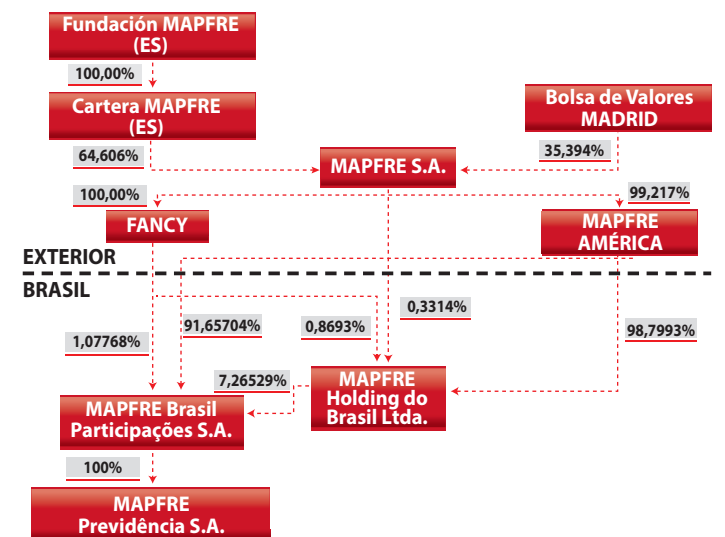 Fundación MAPFRE
(ES)
100,00%
Cartera MAPFRE
(ES)
Bolsa de Valores
MADRID
64,606%
35,394%
MAPFRE S.A.
100,00%
99,217%
FANCY
MAPFRE
AMÉRICA
EXTERIOR
BRASIL
1,07768%
91,65704%
0,8693%
0,3314%
98,7993%
7,26529%
MAPFRE
Holding do
Brasil Ltda.
MAPFRE Brasil
Participações S.A.
100%
MAPFRE
Previdência S.A.